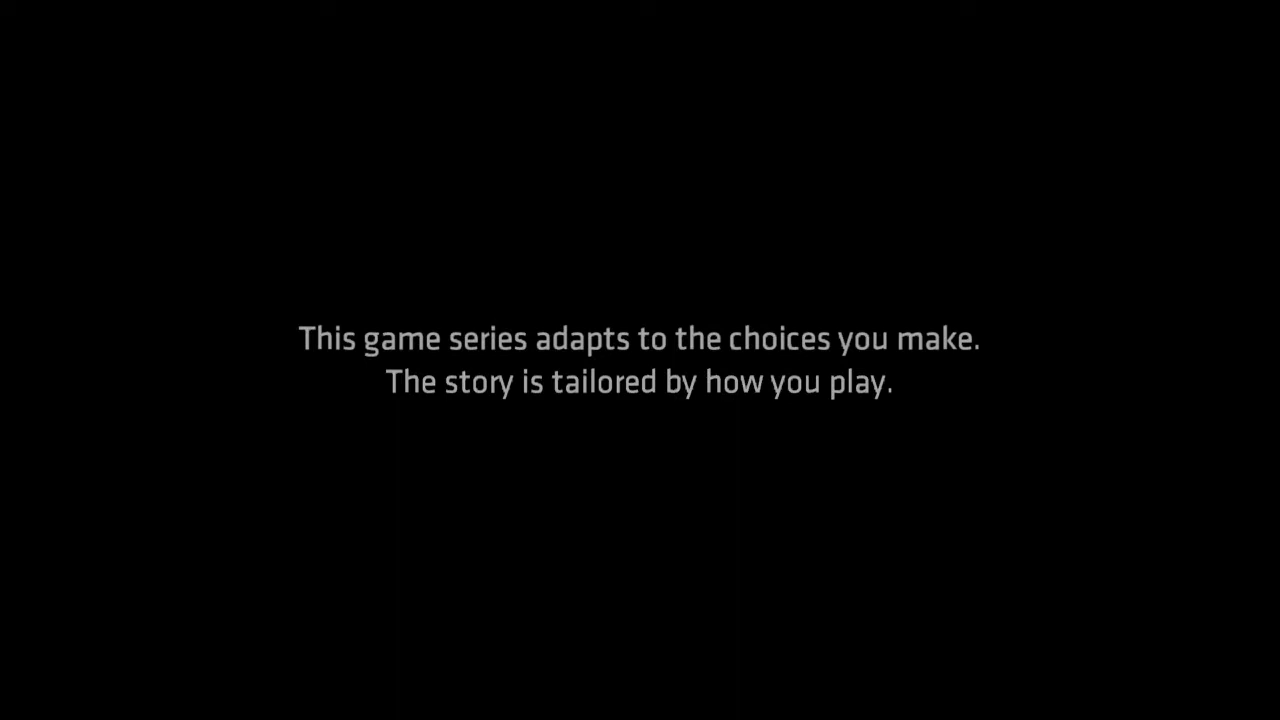 This game series adapts to the choices you make.
The story is tailored by how you play.